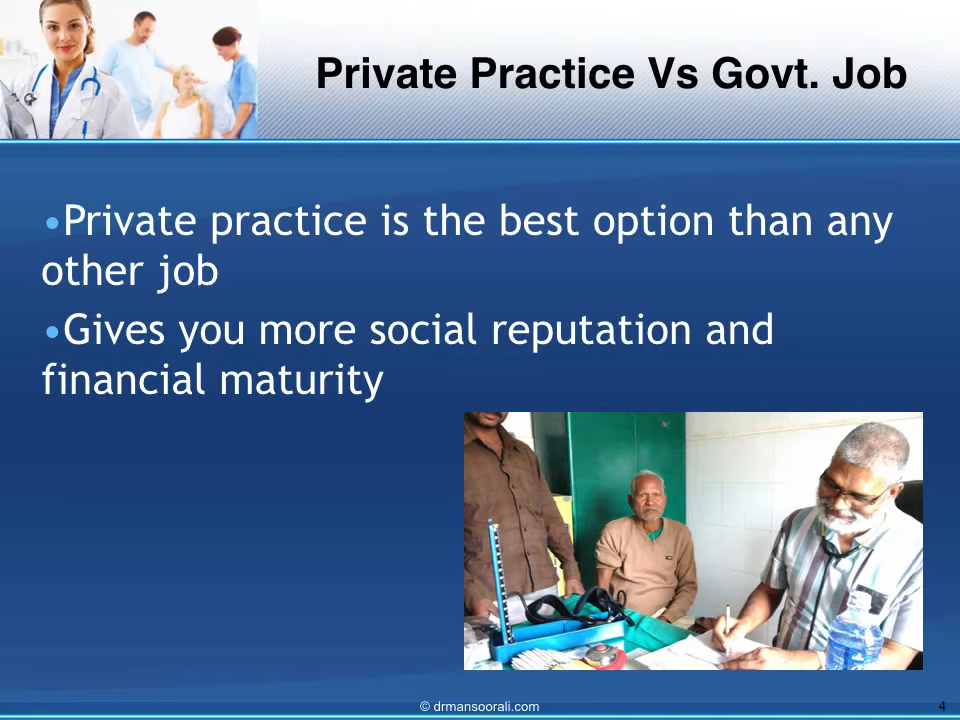 Private Practice Vs Govt. Job
•Private practice is the best option than any
other job
•Gives you more social reputation and
financial maturity
© drmansoorali.com
4